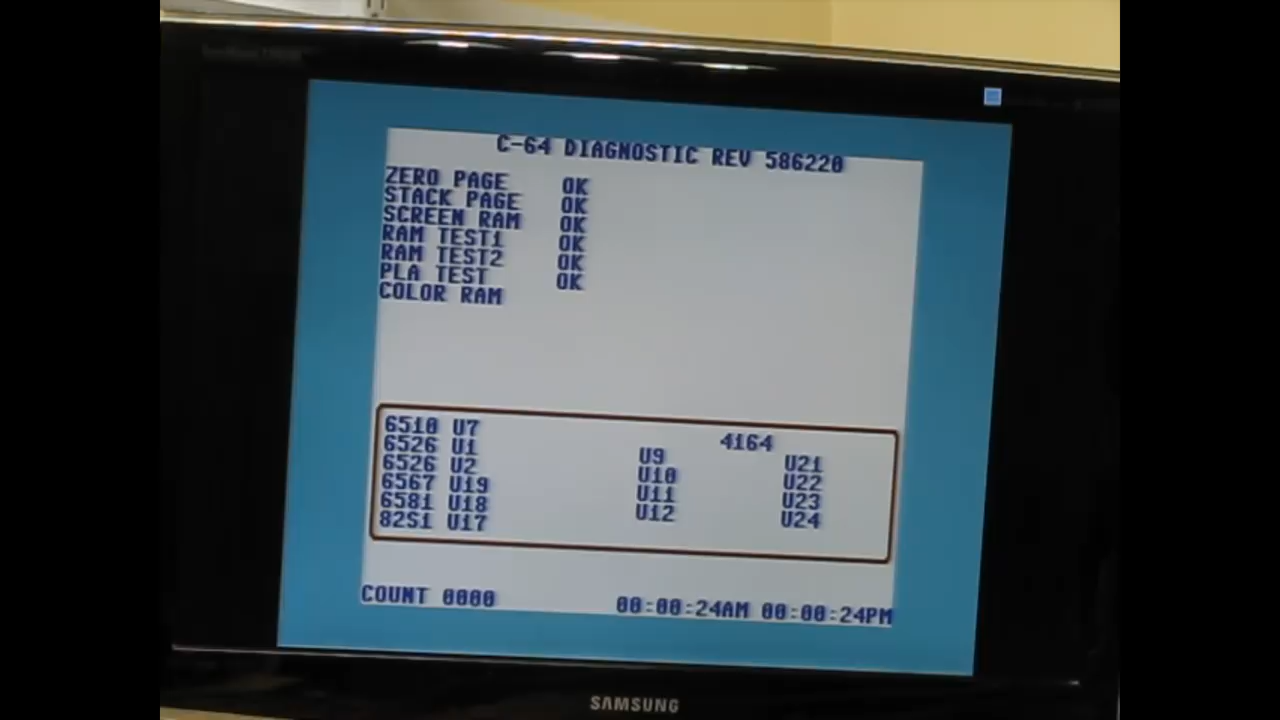 C-64 DIAGNOSTIC REV 586220
ZERO PAGE OK
STACK PAGE OK
SCREEN RAM OK
RAM TEST1 OK
RAM TEST2 OK
PLA TEST OK
COLOR RAM
6510 U7 4164
6526 U1 U9 U21
6526 U2 U10 U22
6567 U19 U11 U23
6581 U18 U12 U24
82S1 U17
COUNT 0000 00:00:24AM 00:00:24PM
SAMSUNG